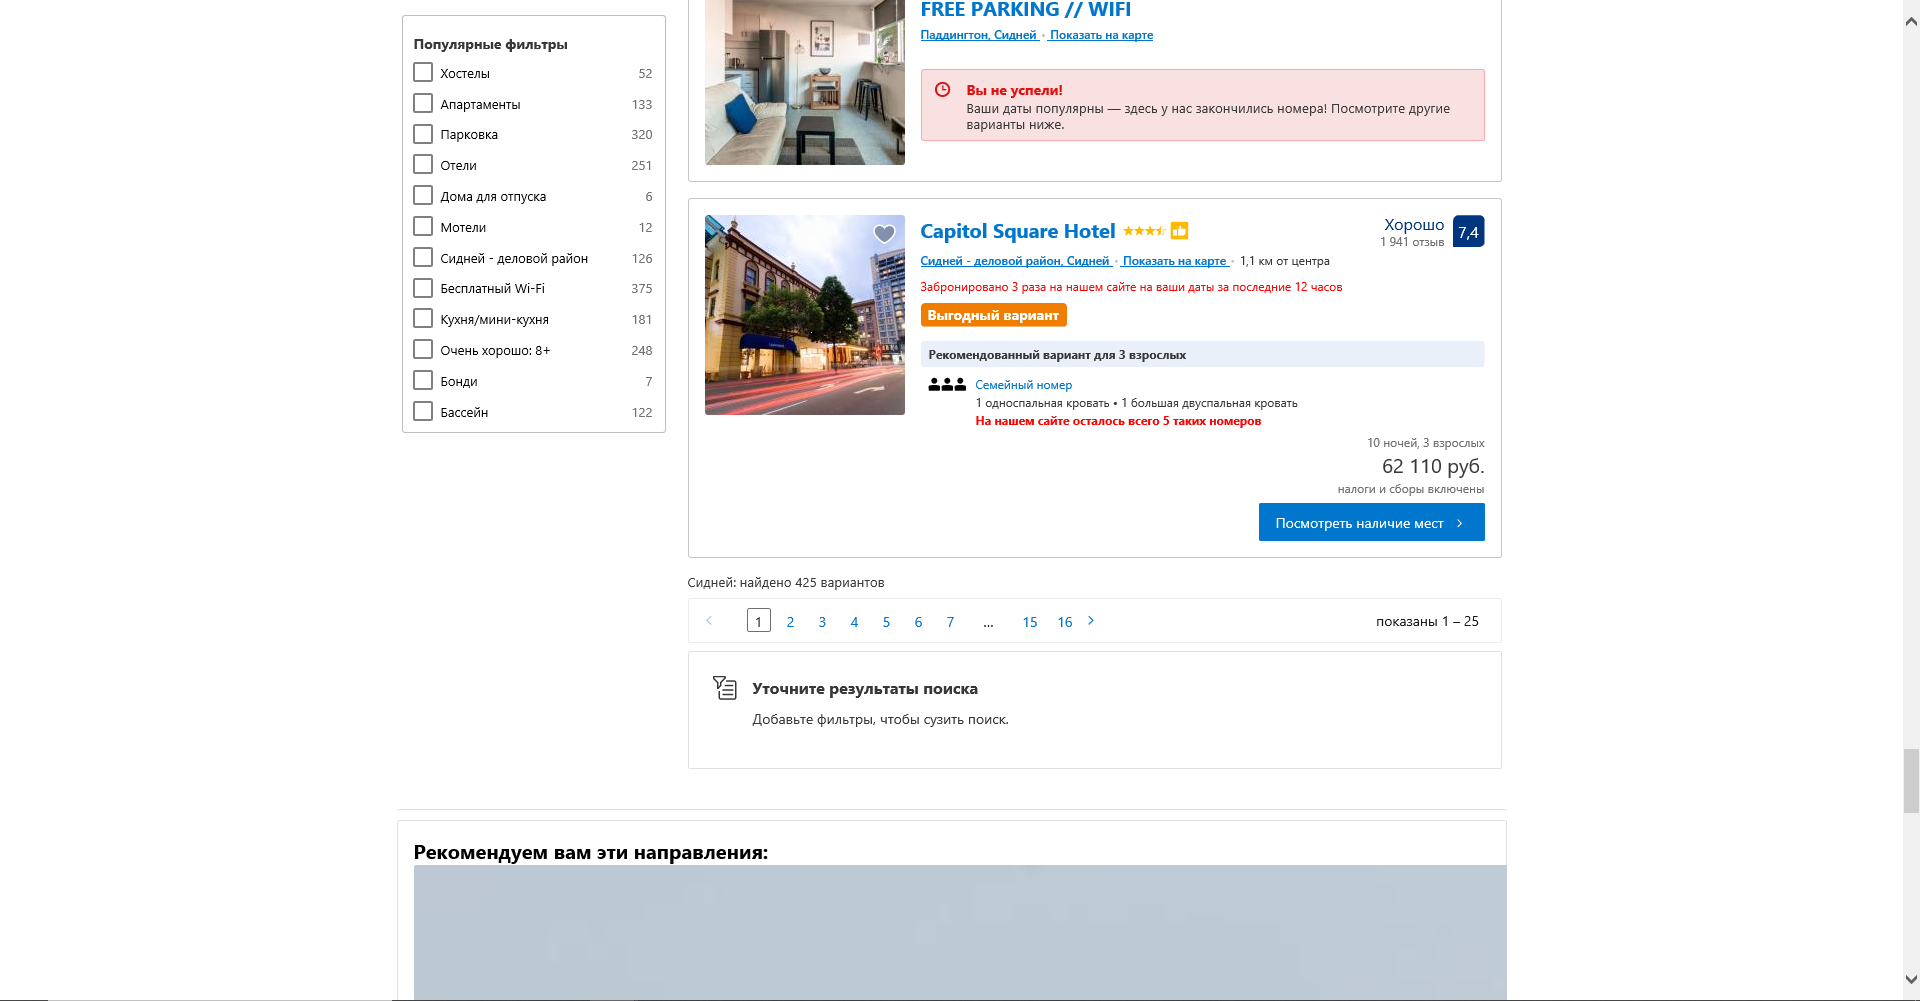 Популярные фильтры
Хостелы 52
Апартаменты 133
Парковка 320
Отели 251
Дома для отпуска 6
Мотели 12
Сидней - деловой район 126
Бесплатный Wi-Fi 375
Кухня/мини-кухня 181
Очень хорошо: 8+ 248
Бонди 7
Бассейн 122
FREE PARKING // WIFI
Паддингтон, Сидней • Показать на карте
Вы не успели!
Ваши даты популярны — здесь у нас закончились номера! Посмотрите другие
варианты ниже.
Capitol Square Hotel
Хорошо
1 941 отзыв
7,4
Сидней - деловой район, Сидней • Показать на карте • 1,1 км от центра
Забронировано 3 раза на нашем сайте на ваши даты за последние 12 часов
Выгодный вариант
Рекомендованный вариант для 3 взрослых
Семейный номер
1 односпальная кровать • 1 большая двуспальная кровать
На нашем сайте осталось всего 5 таких номеров
10 ночей, 3 взрослых
62 110 руб.
налоги и сборы включены
Посмотреть наличие мест
Сидней: найдено 425 вариантов
1 2 3 4 5 6 7 ... 15 16
показаны 1 – 25
Уточните результаты поиска
Добавьте фильтры, чтобы сузить поиск.
Рекомендуем вам эти направления: